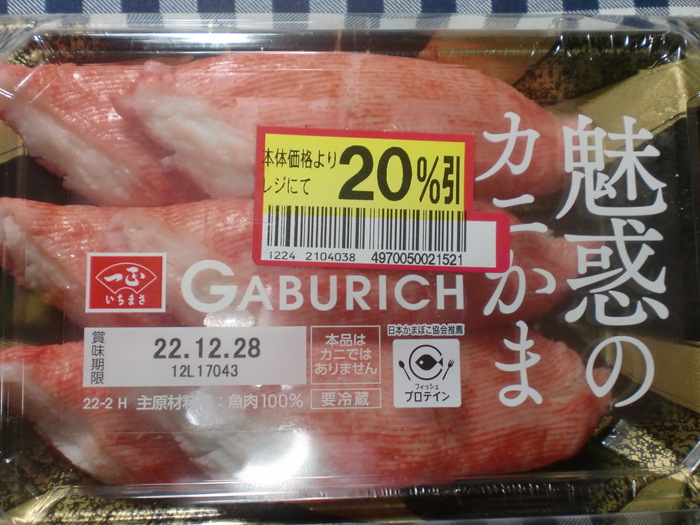 魅惑の
カニかま
本体価格より
レジにて
20%引
1224 2104038 4970050021521
一正
いちまさ
GABURICH
賞味期限
22.12.28
12L17043
本品は
カニでは
ありません
要冷蔵
日本かまぼこ協会推薦
フィッシュ
プロテイン
22-2 H 主原材料 :魚肉100%